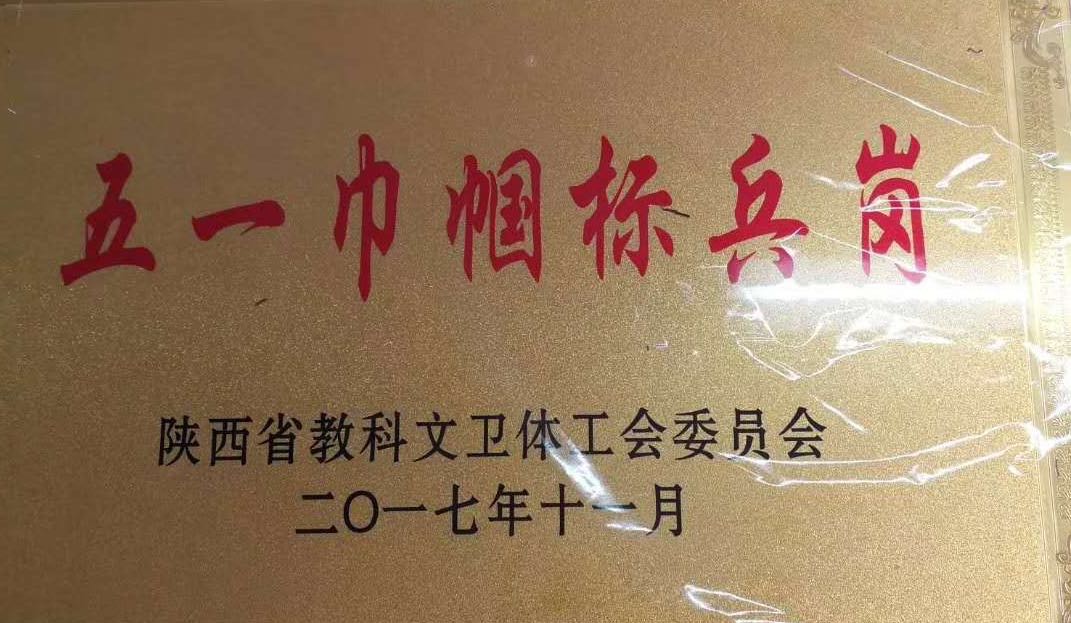 五一巾帼标兵岗
陕西省教科文卫体工会委员会
二〇一七年十一月